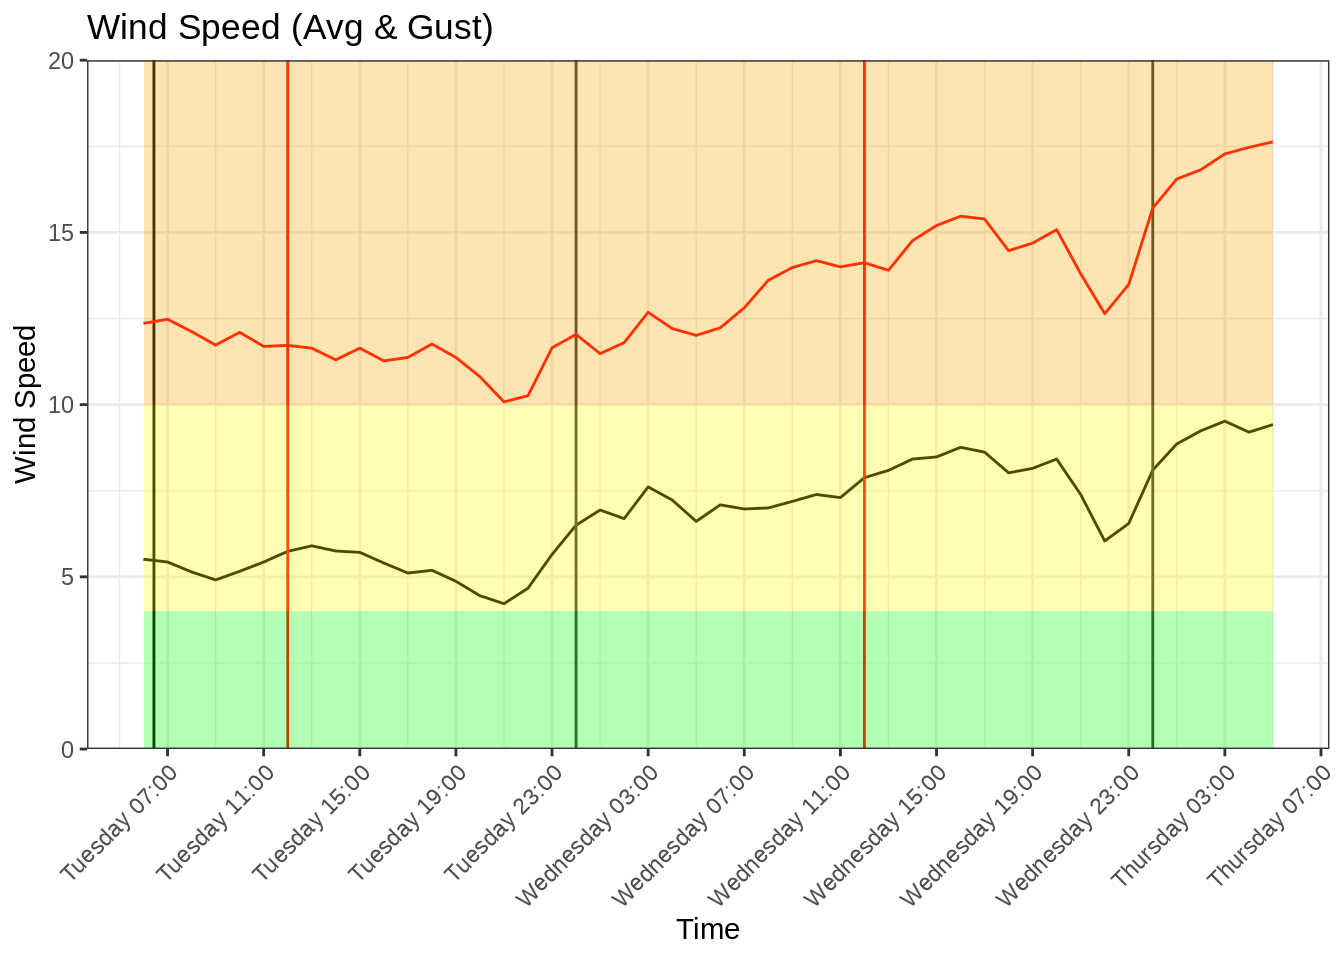 Wind Speed (Avg & Gust)
Wind Speed
20
15
10
5
0
Tuesday 07:00
Tuesday 11:00
Tuesday 15:00
Tuesday 19:00
Tuesday 23:00
Wednesday 03:00
Wednesday 07:00
Wednesday 11:00
Wednesday 15:00
Wednesday 19:00
Wednesday 23:00
Thursday 03:00
Thursday 07:00
Time